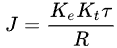 J = \frac{K_e K_t \tau}{R}